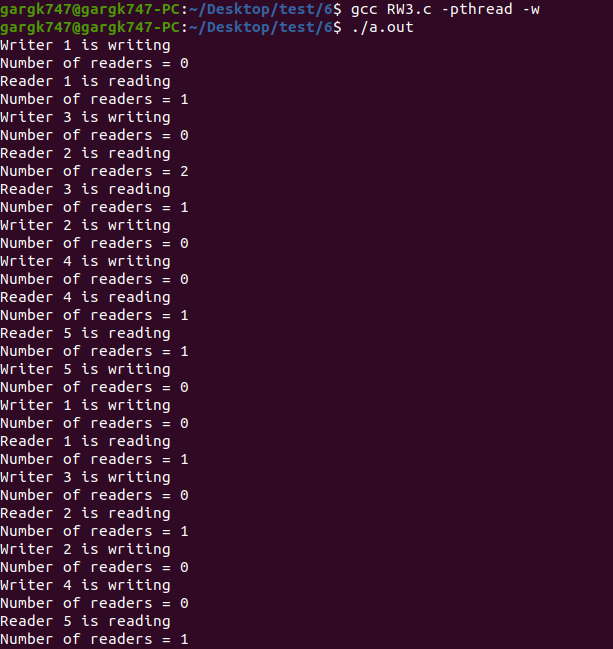 gargk747@gargk747-PC:~/Desktop/test/6$ gcc RW3.c -pthread -w
gargk747@gargk747-PC:~/Desktop/test/6$ ./a.out
Writer 1 is writing
Number of readers = 0
Reader 1 is reading
Number of readers = 1
Writer 3 is writing
Number of readers = 0
Reader 2 is reading
Number of readers = 2
Reader 3 is reading
Number of readers = 1
Writer 2 is writing
Number of readers = 0
Writer 4 is writing
Number of readers = 0
Reader 4 is reading
Number of readers = 1
Reader 5 is reading
Number of readers = 1
Writer 5 is writing
Number of readers = 0
Writer 1 is writing
Number of readers = 0
Reader 1 is reading
Number of readers = 1
Writer 3 is writing
Number of readers = 0
Reader 2 is reading
Number of readers = 1
Writer 2 is writing
Number of readers = 0
Writer 4 is writing
Number of readers = 0
Reader 5 is reading
Number of readers = 1